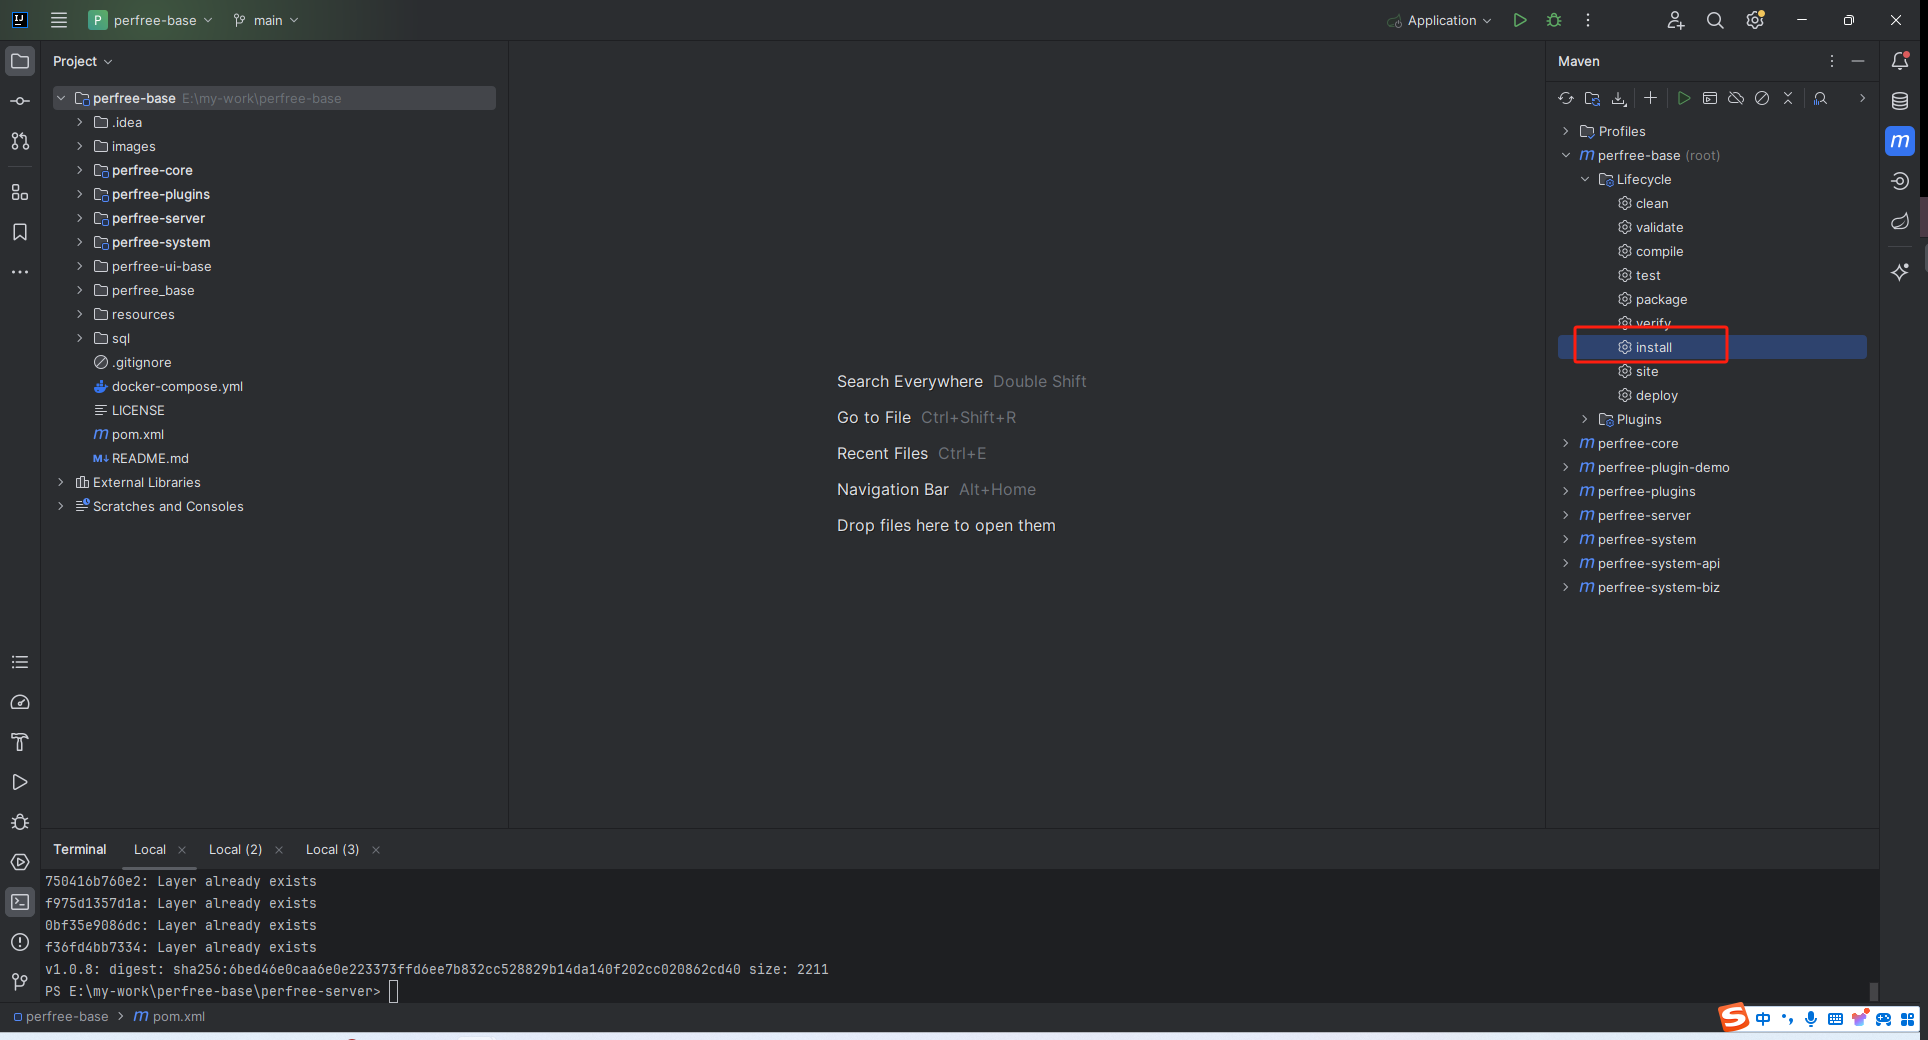 P perfree-base main Application
Project
perfree-base E:\my-work\perfree-base
.idea
images
perfree-core
perfree-plugins
perfree-server
perfree-system
perfree-ui-base
perfree_base
resources
sql
.gitignore
docker-compose.yml
LICENSE
pom.xml
README.md
External Libraries
Scratches and Consoles
Search Everywhere Double Shift
Go to File Ctrl+Shift+R
Recent Files Ctrl+E
Navigation Bar Alt+Home
Drop files here to open them
Maven
Profiles
perfree-base (root)
Lifecycle
clean
validate
compile
test
package
verify
install
site
deploy
Plugins
perfree-core
perfree-plugin-demo
perfree-plugins
perfree-server
perfree-system
perfree-system-api
perfree-system-biz
Terminal Local Local (2) Local (3)
750416b760e2: Layer already exists
f975d1357d1a: Layer already exists
0bf35e9086dc: Layer already exists
f36fd4bb7334: Layer already exists
v1.0.8: digest: sha256:6bed46e0caa6e0e223373ffd6ee7b832cc528829b14da140f202cc020862cd40 size: 2211
PS E:\my-work\perfree-base\perfree-server>
perfree-base > pom.xml
中